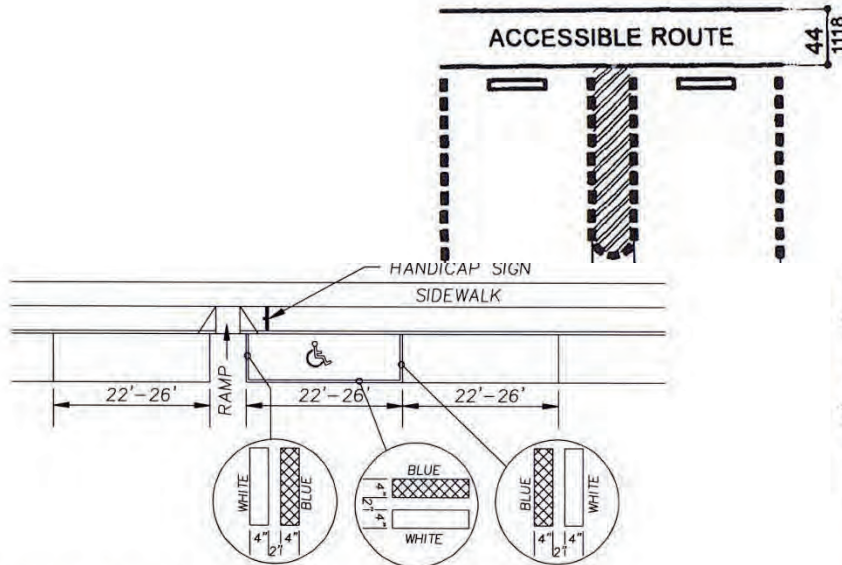 ACCESSIBLE ROUTE
44
1118
HANDICAP SIGN
SIDEWALK
RAMP
22'-26'
22'-26'
22'-26'
WHITE
BLUE
4"
2"
4"
BLUE
4"
2"
4"
WHITE
BLUE
WHITE
4"
2"
4"